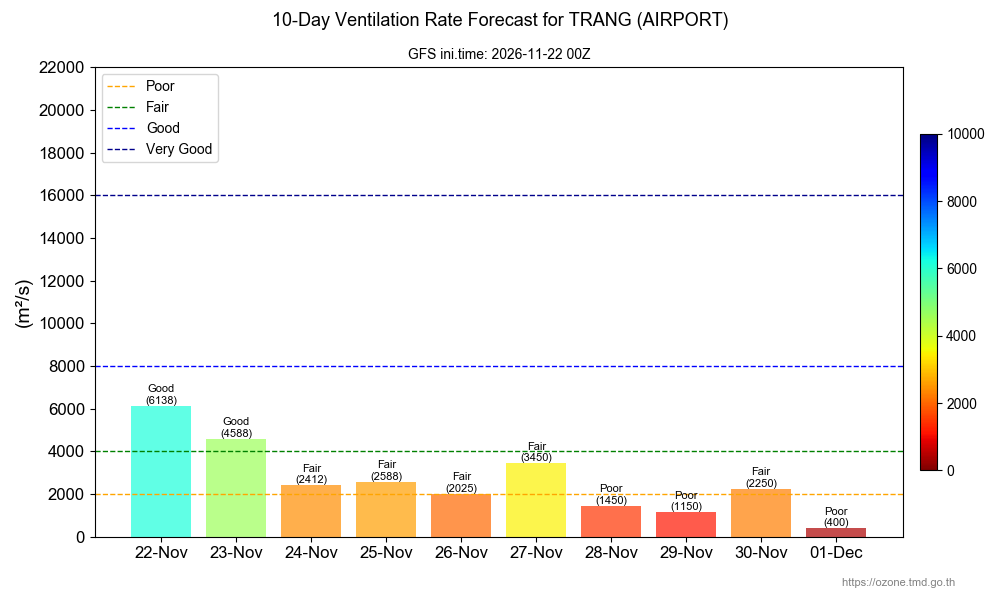 10-Day Ventilation Rate Forecast for TRANG (AIRPORT)
GFS ini.time: 2026-11-22 00Z
22000
20000
18000
16000
14000
12000
10000
8000
6000
4000
2000
0
(m²/s)
Poor
Fair
Good
Very Good
Good
(6138)
Good
(4588)
Fair
(2412)
Fair
(2588)
Fair
(2025)
Fair
(3450)
Poor
(1450)
Poor
(1150)
Fair
(2250)
Poor
(400)
22-Nov
23-Nov
24-Nov
25-Nov
26-Nov
27-Nov
28-Nov
29-Nov
30-Nov
01-Dec
10000
8000
6000
4000
2000
0
https://ozone.tmd.go.th